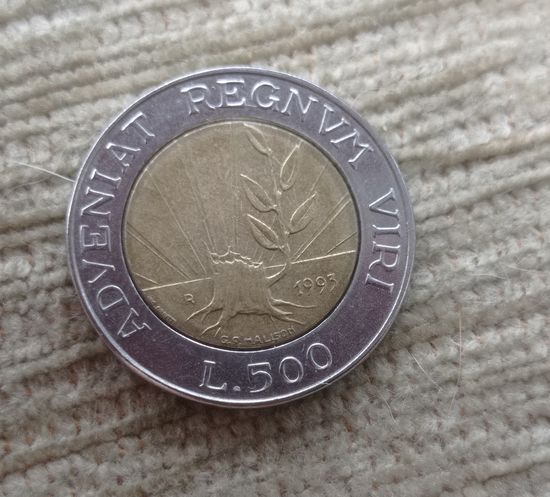 ADVENIAT REGNVM VIRI
R
1993
L.500